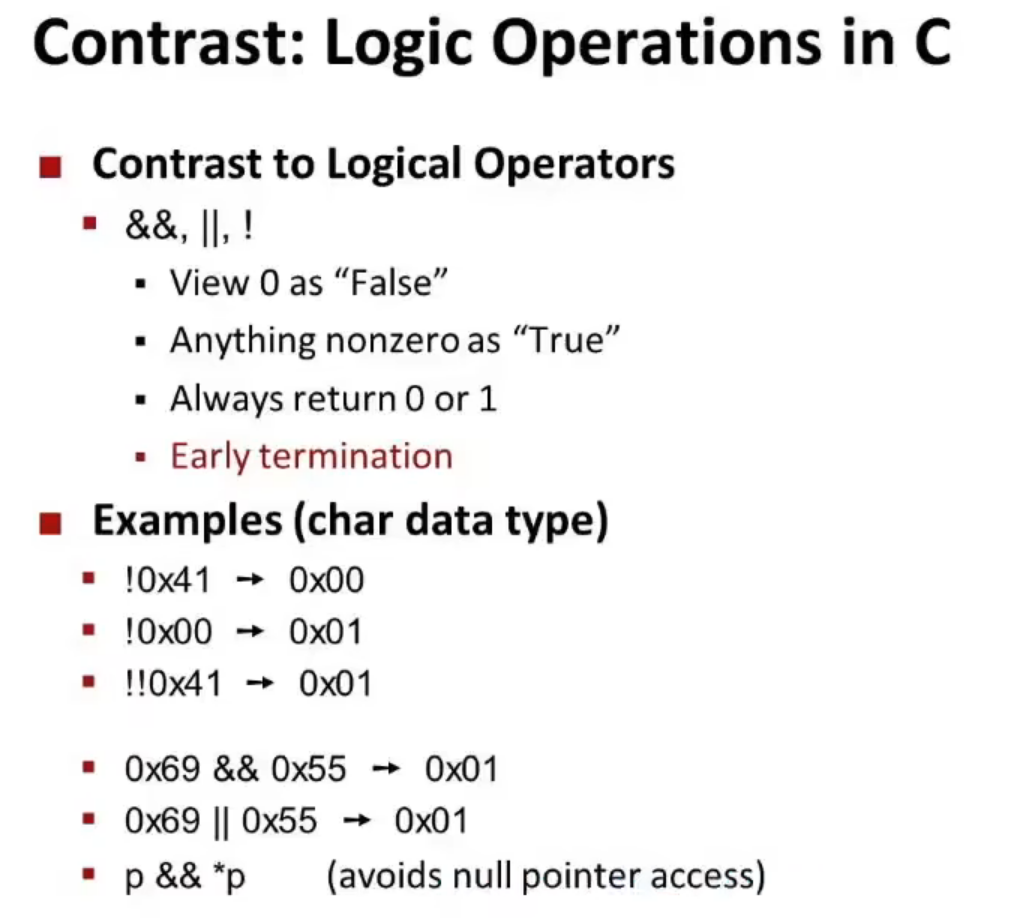 Contrast: Logic Operations in C
Contrast to Logical Operators
&&, ||, !
View 0 as “False”
Anything nonzero as “True”
Always return 0 or 1
Early termination
Examples (char data type)
!0x41 → 0x00
!0x00 → 0x01
!!0x41 → 0x01
0x69 && 0x55 → 0x01
0x69 || 0x55 → 0x01
p && *p (avoids null pointer access)